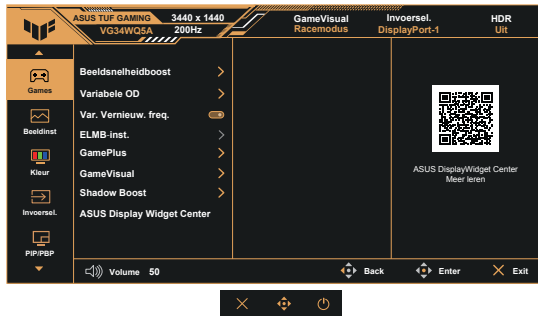 ASUS TUF GAMING 3440 x 1440
VG34WQ5A 200Hz
GameVisual
Racemodus
Invoersel.
DisplayPort-1
HDR
Uit
Games
Beeldinst
Kleur
Invoersel.
PIP/PBP
Beeldsnelheidboost
Variabele OD
Var. Vernieuw. freq.
ELMB-inst.
GamePlus
GameVisual
Shadow Boost
ASUS Display Widget Center
ASUS DisplayWidget Center
Meer leren
Volume 50
Back
Enter
Exit